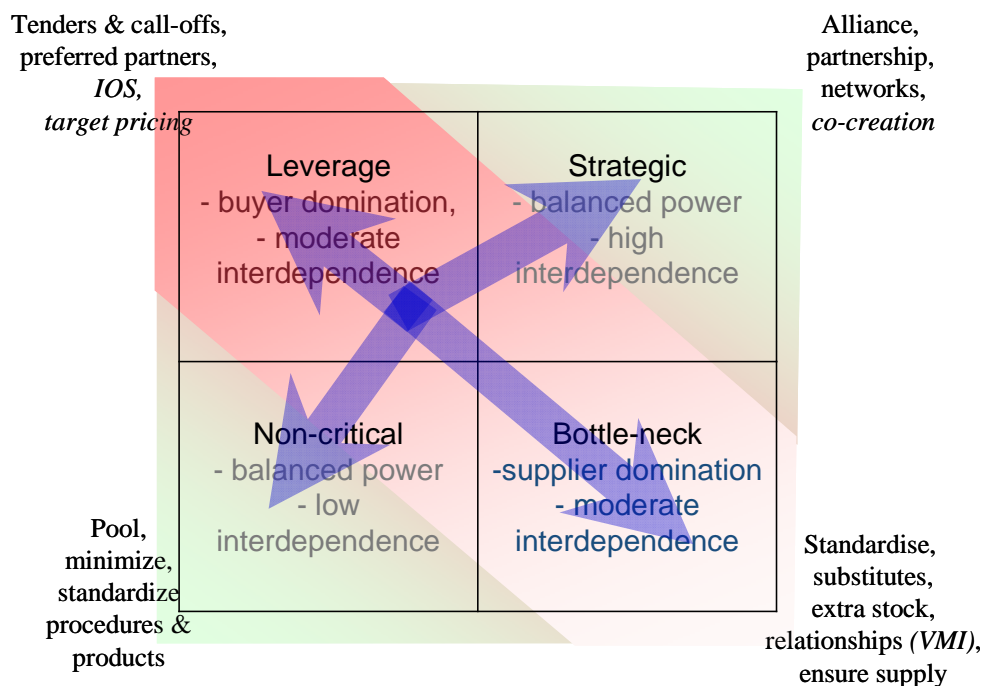 Tenders & call-offs,
preferred partners,
IOS,
target pricing
Alliance,
partnership,
networks,
co-creation
Leverage
- buyer domination,
- moderate
interdependence
Strategic
- balanced power
- high
interdependence
Non-critical
- balanced power
- low
interdependence
Bottle-neck
-supplier domination
- moderate
interdependence
Pool,
minimize,
standardize
procedures &
products
Standardise,
substitutes,
extra stock,
relationships (VMI),
ensure supply